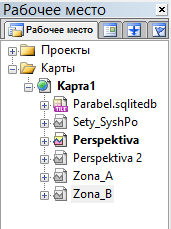 Рабочее место
Рабочее место
Проекты
Карты
Карта1
Parabel.sqlitedb
Sety_SyshPo
Perspektiva
Perspektiva 2
Zona_A
Zona_B